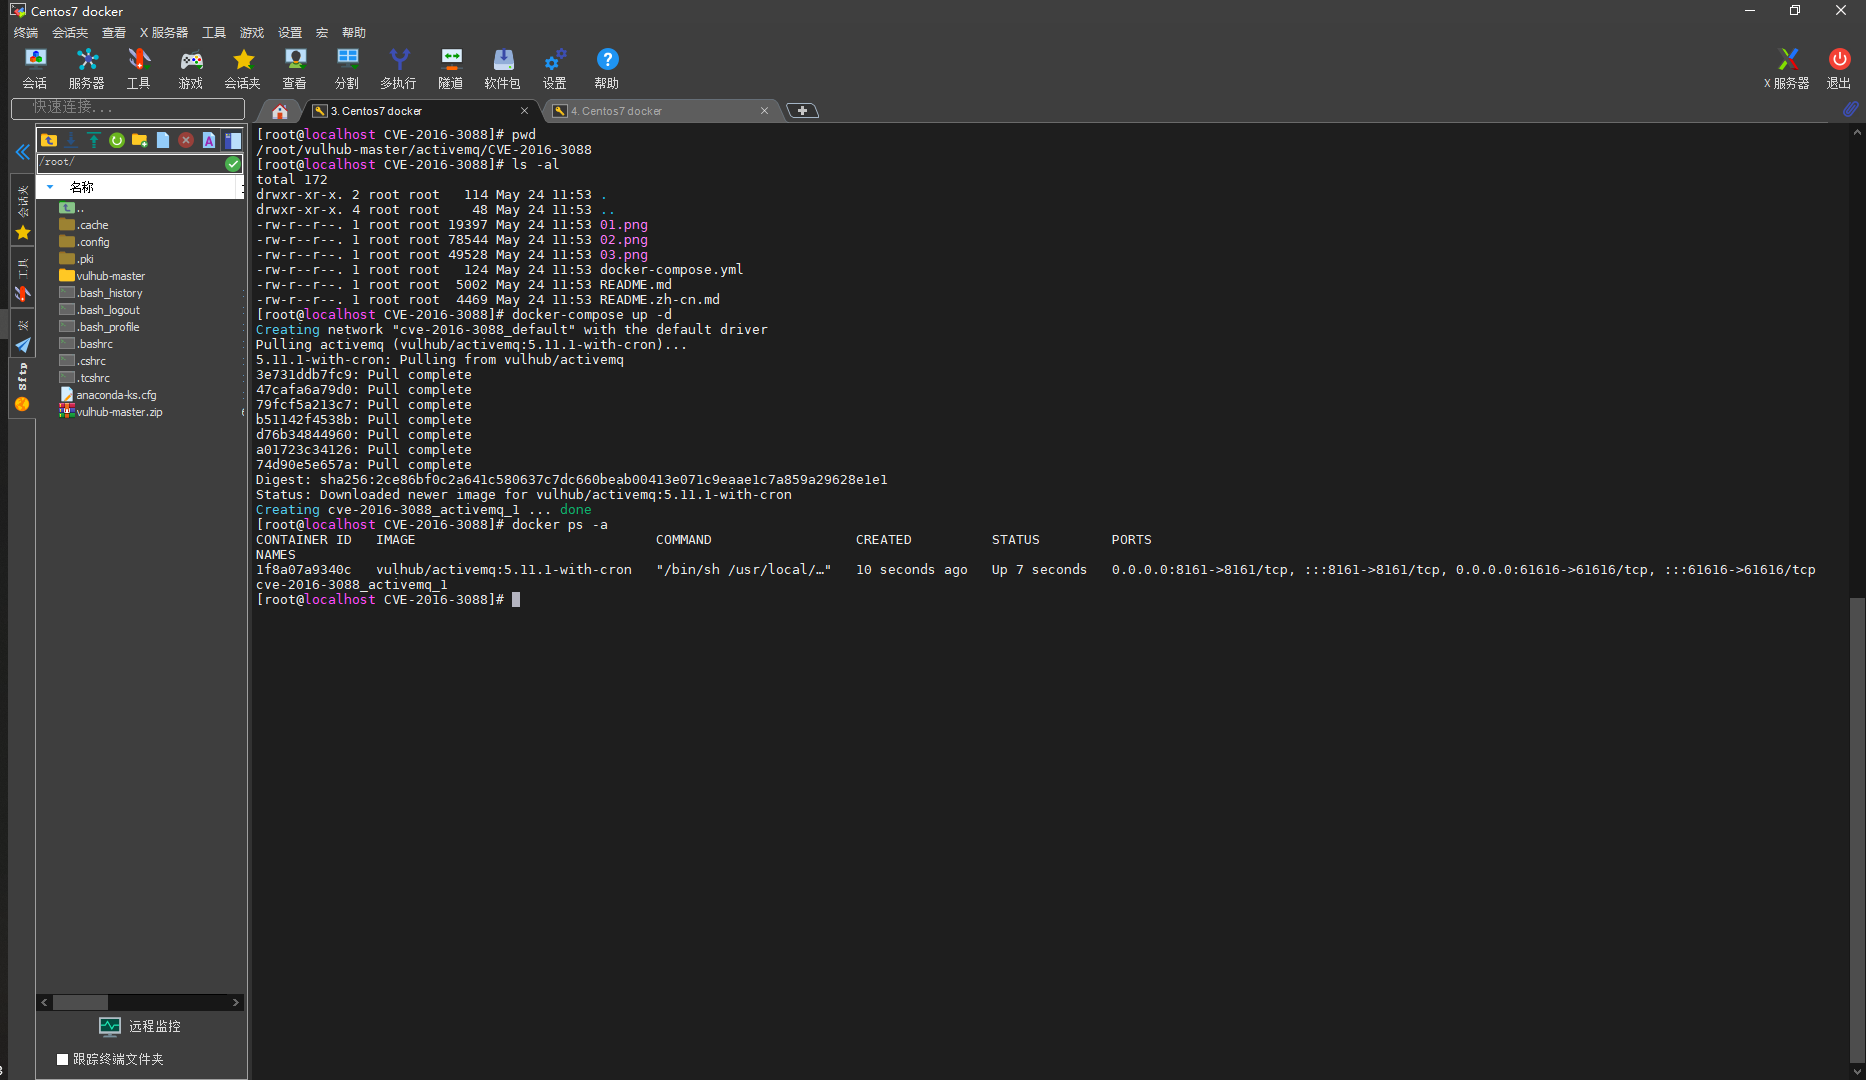 Centos7 docker
终端 会话夹 查看 X 服务器 工具 游戏 设置 宏 帮助
会话 服务器 工具 游戏 会话夹 查看 分割 多执行 隧道 软件包 设置 帮助 X 服务器 退出
快速连接...
3. Centos7 docker
4. Centos7 docker
/root/
名称
..
.cache
.config
.pki
vulhub-master
.bash_history
.bash_logout
.bash_profile
.bashrc
.cshrc
.tcshrc
anaconda-ks.cfg
vulhub-master.zip
会话夹
工具
宏
Sftp
远程监控
跟踪终端文件夹
[root@localhost CVE-2016-3088]# pwd
/root/vulhub-master/activemq/CVE-2016-3088
[root@localhost CVE-2016-3088]# ls -al
total 172
drwxr-xr-x. 2 root root   114 May 24 11:53 .
drwxr-xr-x. 4 root root    48 May 24 11:53 ..
-rw-r--r--. 1 root root 19397 May 24 11:53 01.png
-rw-r--r--. 1 root root 78544 May 24 11:53 02.png
-rw-r--r--. 1 root root 49528 May 24 11:53 03.png
-rw-r--r--. 1 root root   124 May 24 11:53 docker-compose.yml
-rw-r--r--. 1 root root  5002 May 24 11:53 README.md
-rw-r--r--. 1 root root  4469 May 24 11:53 README.zh-cn.md
[root@localhost CVE-2016-3088]# docker-compose up -d
Creating network "cve-2016-3088_default" with the default driver
Pulling activemq (vulhub/activemq:5.11.1-with-cron)...
5.11.1-with-cron: Pulling from vulhub/activemq
3e731ddb7fc9: Pull complete
47cafa6a79d0: Pull complete
79fcf5a213c7: Pull complete
b51142f4538b: Pull complete
d76b34844960: Pull complete
a01723c34126: Pull complete
74d90e5e657a: Pull complete
Digest: sha256:2ce86bf0c2a641c580637c7dc660beab00413e071c9eaae1c7a859a29628e1e1
Status: Downloaded newer image for vulhub/activemq:5.11.1-with-cron
Creating cve-2016-3088_activemq_1 ... done
[root@localhost CVE-2016-3088]# docker ps -a
CONTAINER ID   IMAGE                              COMMAND                  CREATED          STATUS         PORTS
NAMES
1f8a07a9340c   vulhub/activemq:5.11.1-with-cron   "/bin/sh /usr/local/…"   10 seconds ago   Up 7 seconds   0.0.0.0:8161->8161/tcp, :::8161->8161/tcp, 0.0.0.0:61616->61616/tcp, :::61616->61616/tcp
cve-2016-3088_activemq_1
[root@localhost CVE-2016-3088]#